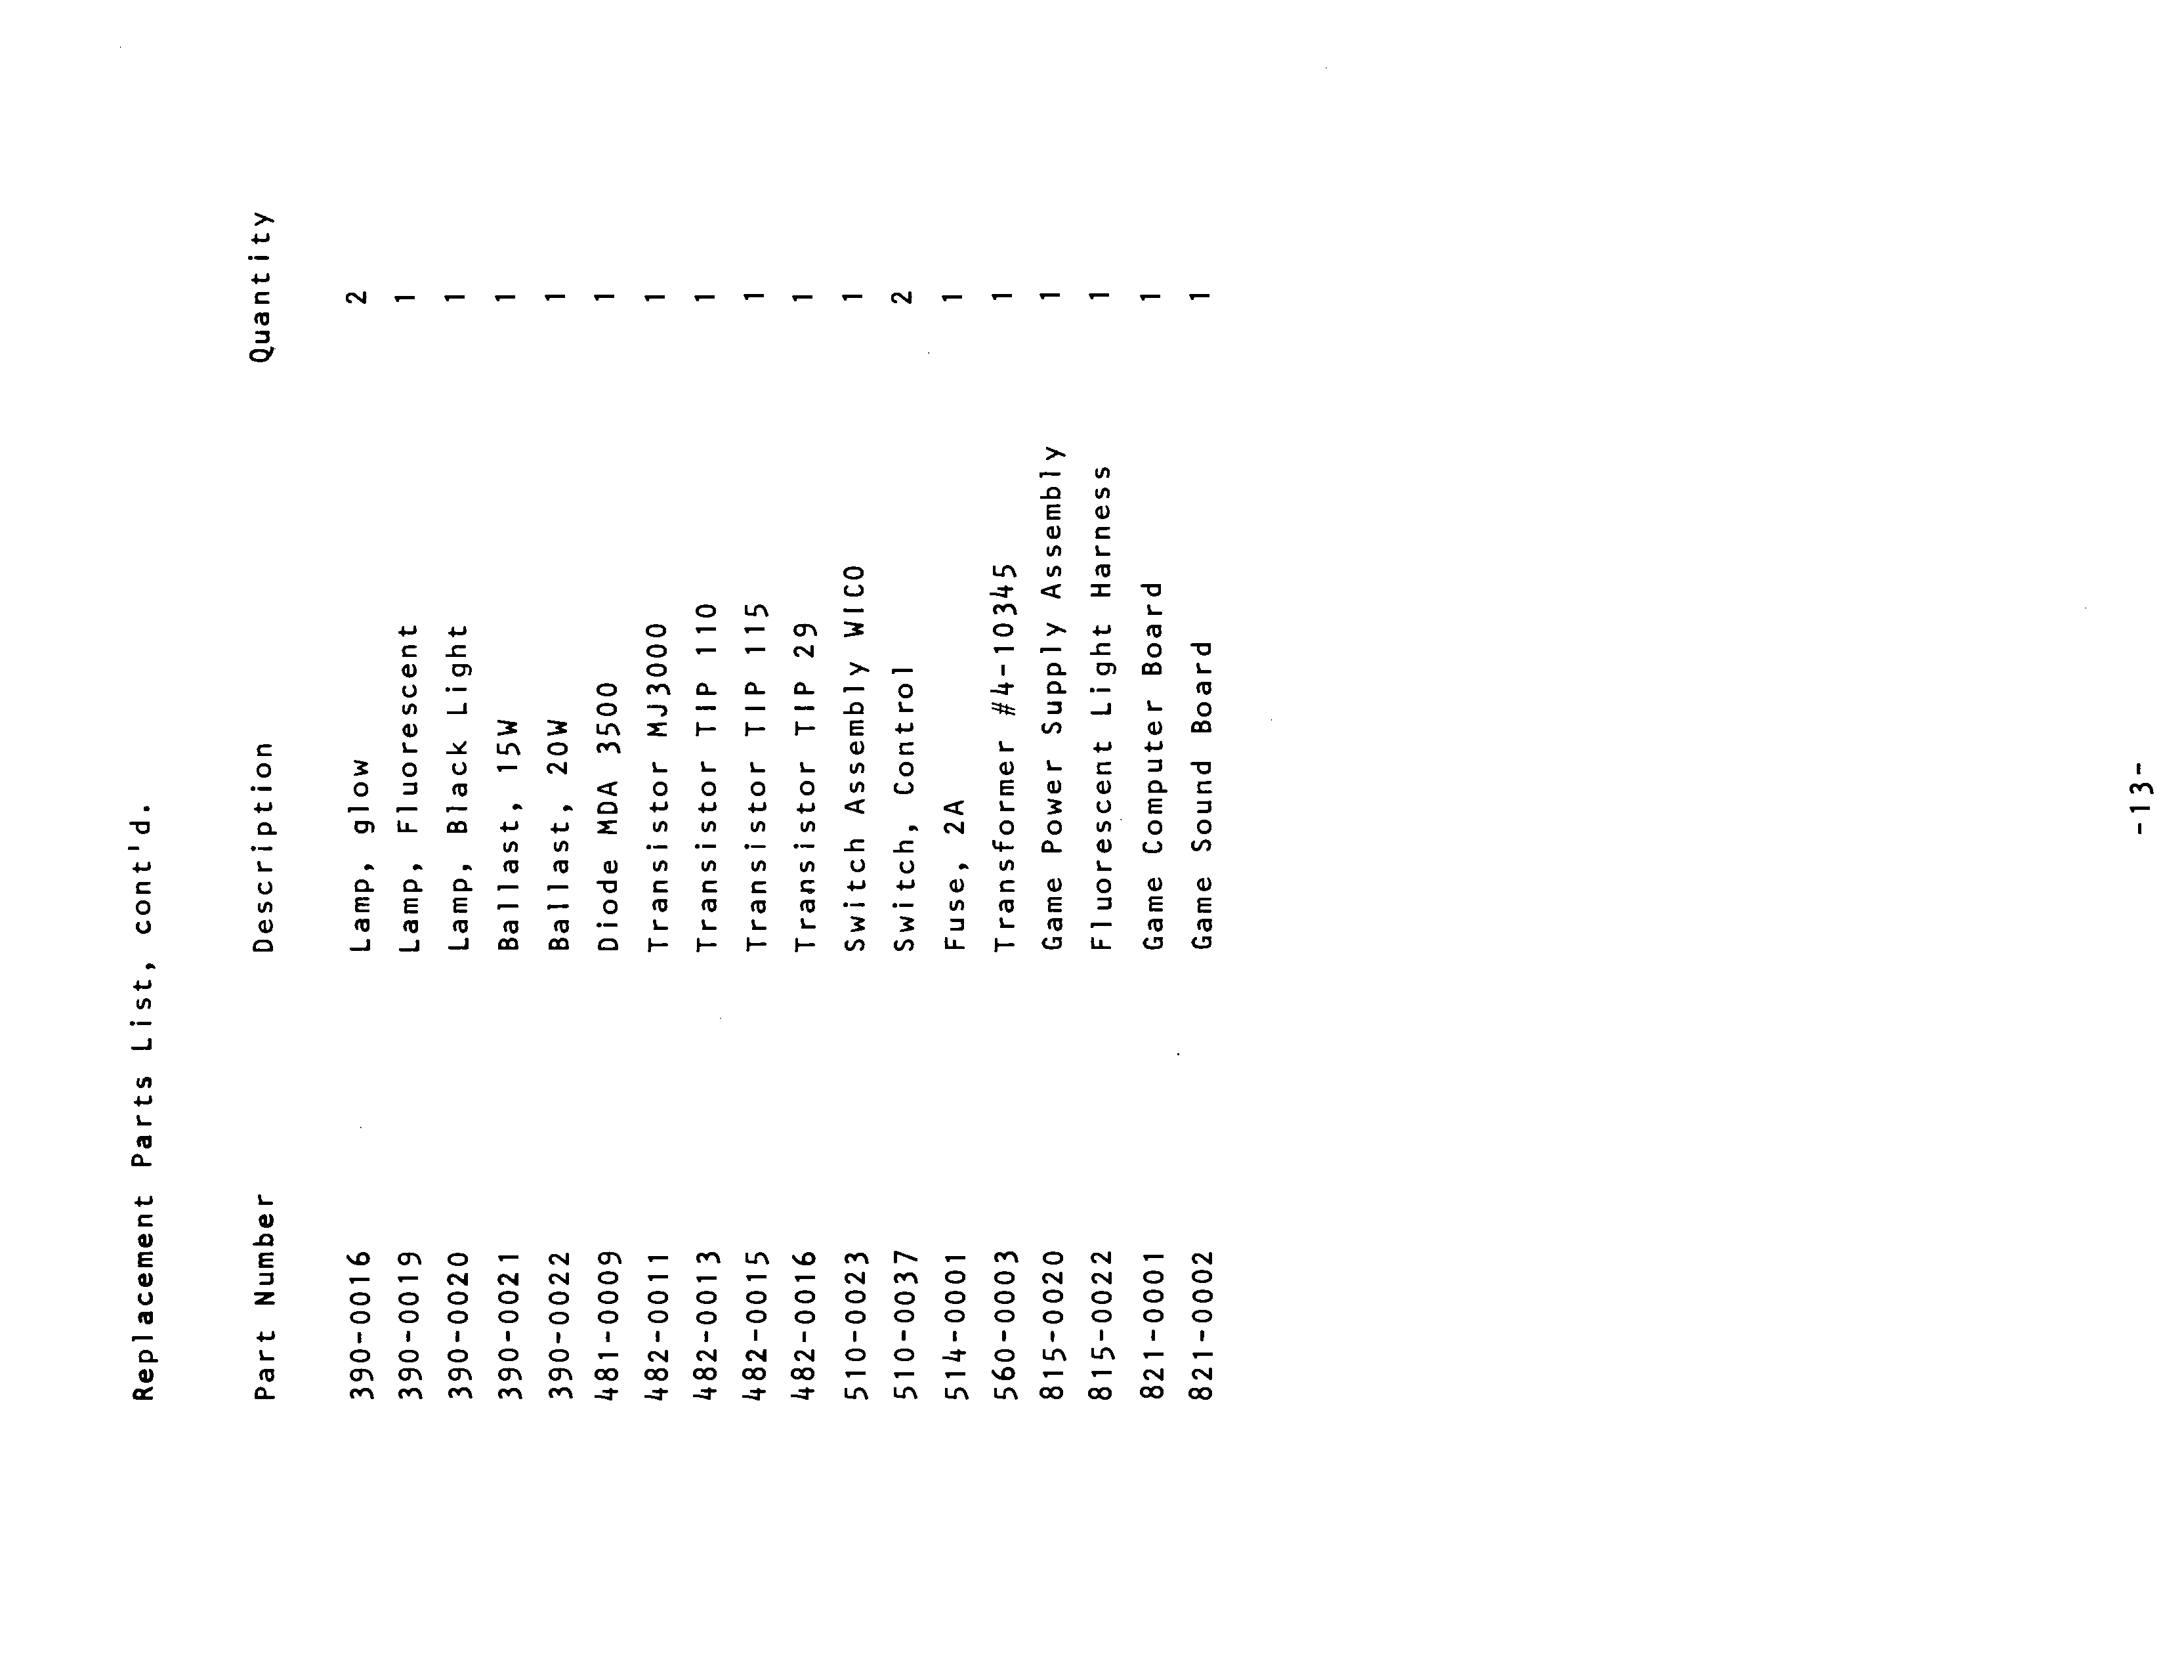 Replacement Parts List, cont'd.
Part Number Description Quantity
390-0016 Lamp, glow 2
390-0019 Lamp, Fluorescent 1
390-0020 Lamp, Black Light 1
390-0021 Ballast, 15W 1
390-0022 Ballast, 20W 1
481-0009 Diode MDA 3500 1
482-0011 Transistor MJ3000 1
482-0013 Transistor TIP 110 1
482-0015 Transistor TIP 115 1
482-0016 Transistor TIP 29 1
510-0023 Switch Assembly WICO 1
510-0037 Switch, Control 2
514-0001 Fuse, 2A 1
560-0003 Transformer #4-10345 1
815-0020 Game Power Supply Assembly 1
815-0022 Fluorescent Light Harness 1
821-0001 Game Computer Board 1
821-0002 Game Sound Board 1
-13-